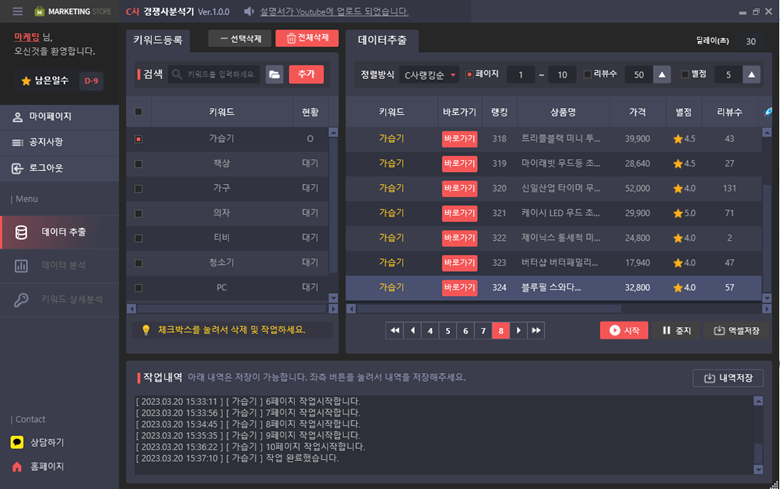 MARKETING STORE
C사 경쟁사분석기 Ver.1.0.0
설명서가 Youtube에 업로드 되었습니다.
마케팅 님,
오신것을 환영합니다.
남은일수 D-9
마이페이지
공지사항
로그아웃
| Menu
데이터 추출
데이터 분석
키워드 상세분석
| Contact
상담하기
홈페이지
키워드등록 선택삭제 전체삭제
검색 키워드를 입력하세요. 추가
키워드 현황
가습기 O
책상 대기
가구 대기
의자 대기
티비 대기
청소기 대기
PC 대기
체크박스를 눌러서 삭제 및 작업하세요.
데이터추출 딜레이(초) 30
정렬방식 C사랭킹순 페이지 1 ~ 10 리뷰수 50 별점 5
키워드 바로가기 랭킹 상품명 가격 별점 리뷰수
가습기 바로가기 318 트리플블랙 미니 투... 39,900 4.5 43
가습기 바로가기 319 마이래빗 무드등 초... 28,640 4.5 27
가습기 바로가기 320 신일산업 타이머 무... 52,000 4.0 131
가습기 바로가기 321 케이시 LED 무드 초... 29,900 5.0 71
가습기 바로가기 322 제이닉스 통세척 미... 24,800 4.0 2
가습기 바로가기 323 버터샵 버터패밀리... 17,940 4.0 47
가습기 바로가기 324 블루필 스와다... 32,800 4.0 57
4 5 6 7 8
시작 중지 엑셀저장
작업내역 아래 내역은 저장이 가능합니다. 좌측 버튼을 눌러서 내역을 저장해주세요. 내역저장
[ 2023.03.20 15:33:11 ] [ 가습기 ] 6페이지 작업시작합니다.
[ 2023.03.20 15:33:56 ] [ 가습기 ] 7페이지 작업시작합니다.
[ 2023.03.20 15:34:45 ] [ 가습기 ] 8페이지 작업시작합니다.
[ 2023.03.20 15:35:35 ] [ 가습기 ] 9페이지 작업시작합니다.
[ 2023.03.20 15:36:22 ] [ 가습기 ] 10페이지 작업시작합니다.
[ 2023.03.20 15:37:10 ] [ 가습기 ] 작업 완료했습니다.